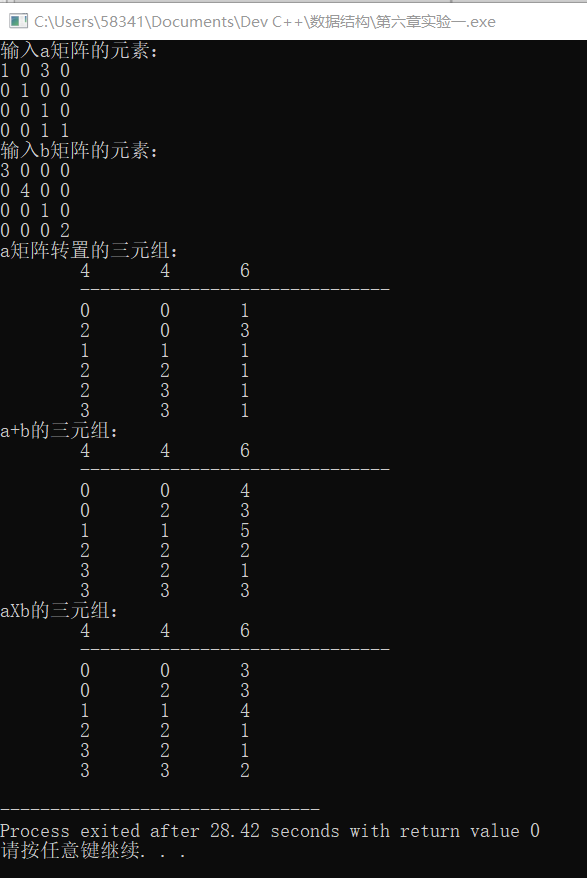 C:\Users\58341\Documents\Dev C++\数据结构\第六章实验一.exe
输入a矩阵的元素：
1 0 3 0
0 1 0 0
0 0 1 0
0 0 1 1
输入b矩阵的元素：
3 0 0 0
0 4 0 0
0 0 1 0
0 0 0 2
a矩阵转置的三元组：
4 4 6
-------------------------------
0 0 1
2 0 3
1 1 1
2 2 1
2 3 1
3 3 1
a+b的三元组：
4 4 6
-------------------------------
0 0 4
0 2 3
1 1 5
2 2 2
3 2 1
3 3 3
aXb的三元组：
4 4 6
-------------------------------
0 0 3
0 2 3
1 1 4
2 2 1
3 2 1
3 3 2
--------------------------------
Process exited after 28.42 seconds with return value 0
请按任意键继续. . .